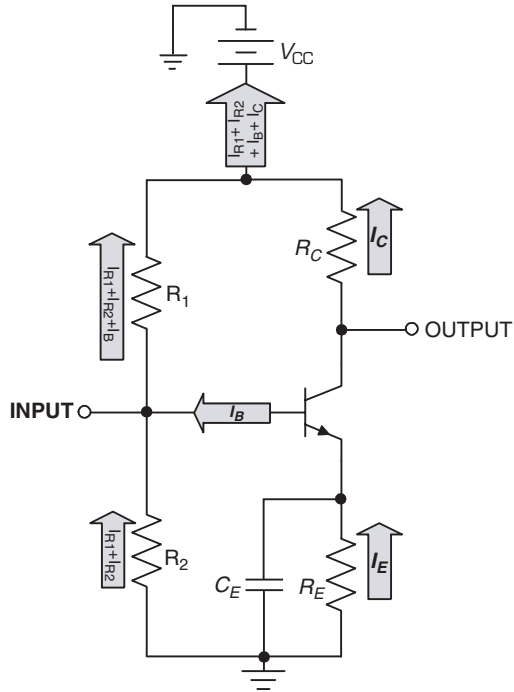 V_CC
I_R1 + I_R2
+ I_B + I_C
I_C
R_C
I_R1+I_R2+I_B
R_1
OUTPUT
INPUT
I_B
I_R1+I_R2
R_2
C_E
R_E
I_E